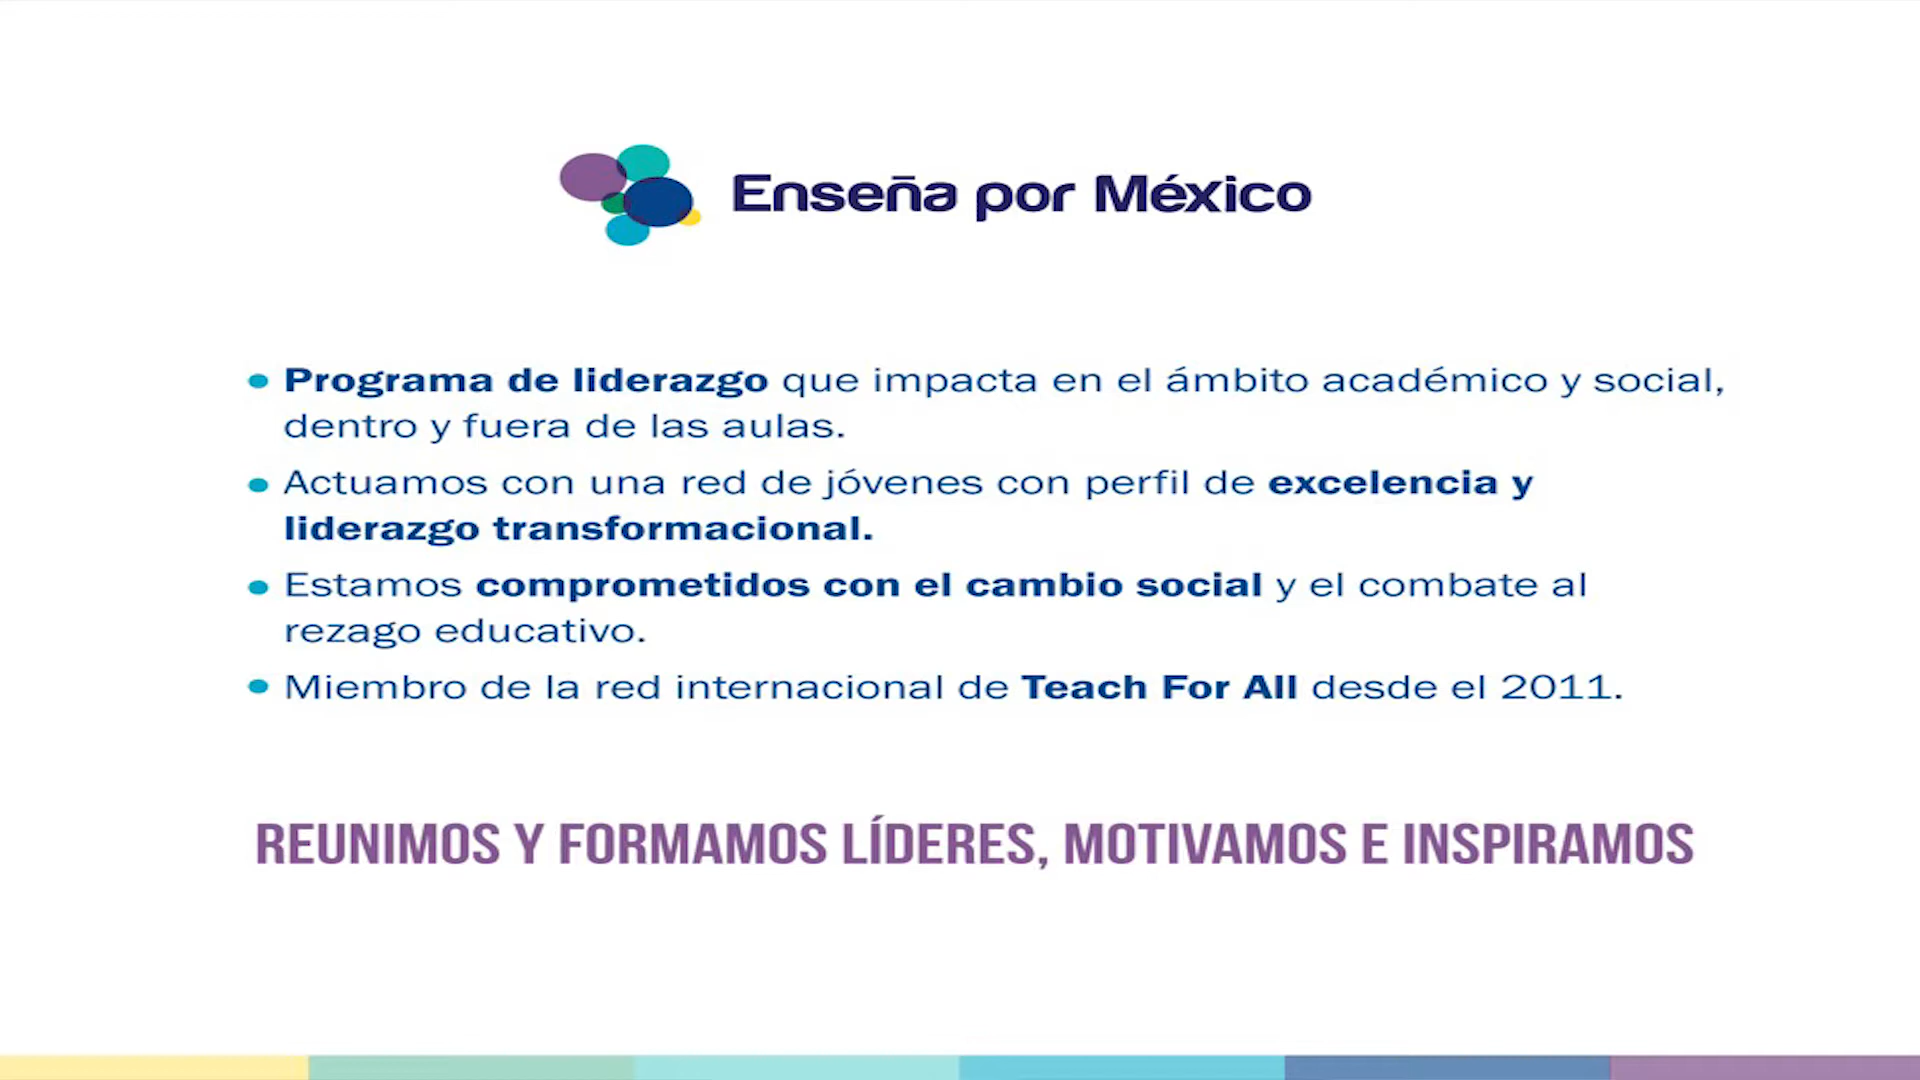 Enseña por México
• Programa de liderazgo que impacta en el ámbito académico y social,
dentro y fuera de las aulas.
• Actuamos con una red de jóvenes con perfil de excelencia y
liderazgo transformacional.
• Estamos comprometidos con el cambio social y el combate al
rezago educativo.
• Miembro de la red internacional de Teach For All desde el 2011.
REUNIMOS Y FORMAMOS LÍDERES, MOTIVAMOS E INSPIRAMOS